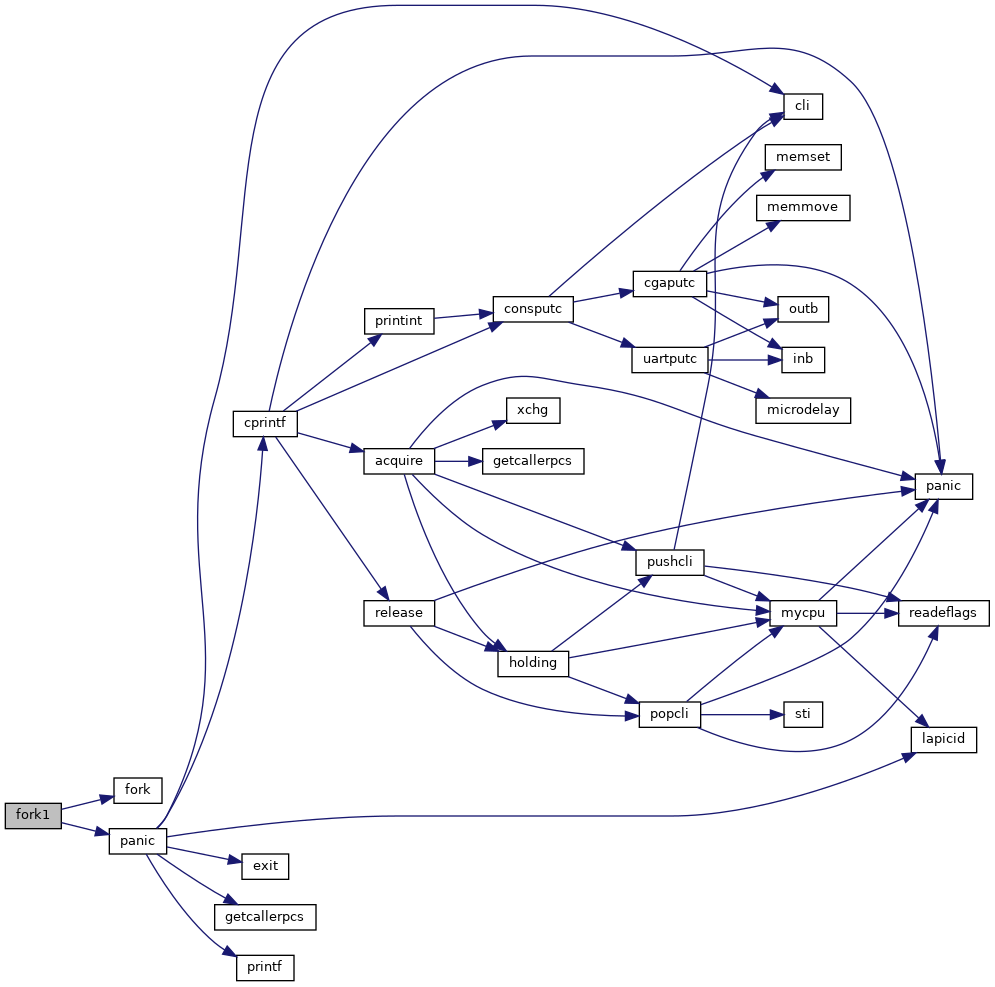 cli
memset
memmove
cgaputc
consputc
outb
printint
uartputc
inb
microdelay
xchg
cprintf
acquire
getcallerpcs
panic
pushcli
release
mycpu
readeflags
holding
popcli
sti
lapicid
fork
fork1
panic
exit
getcallerpcs
printf